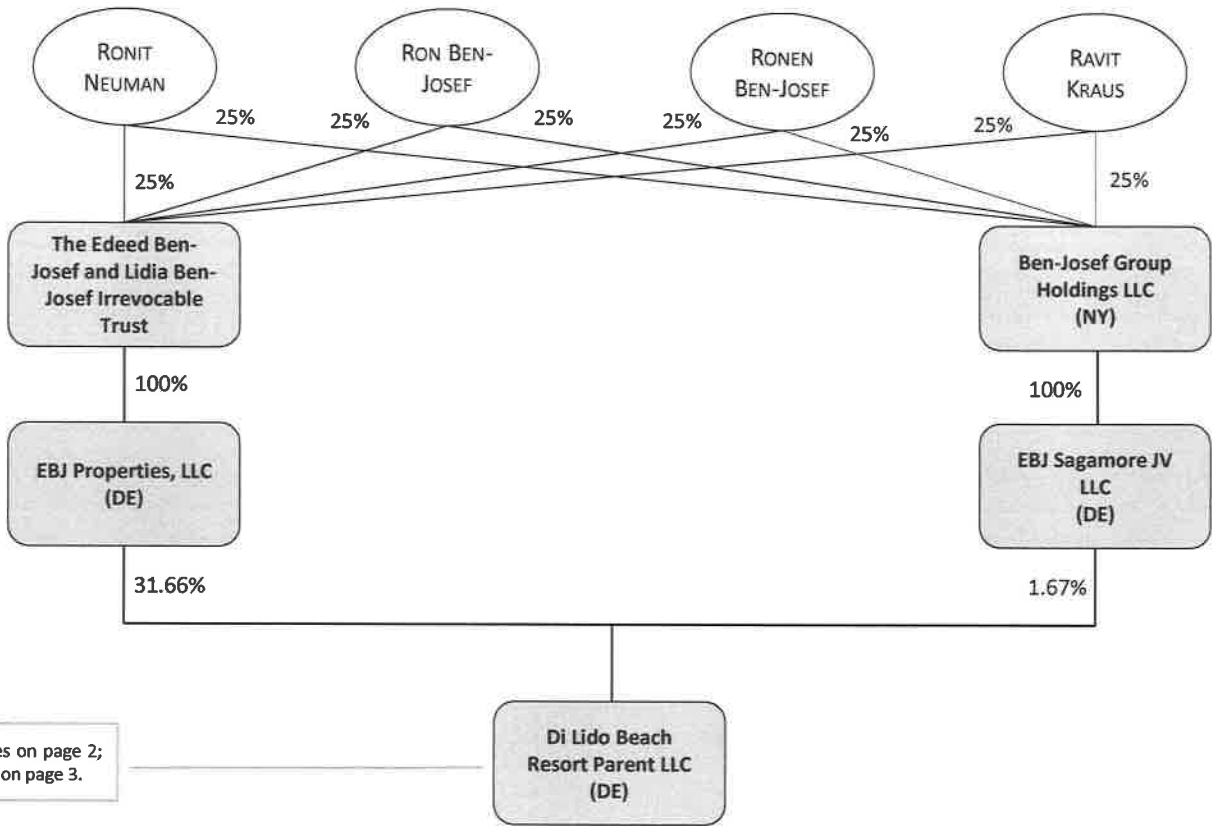 RONIT
NEUMAN
RON BEN-
JOSEF
RONEN
BEN-JOSEF
RAVIT
KRAUS
25%
25%
25%
25%
25%
25%
25%
25%
The Edeed Ben-
Josef and Lidia Ben-
Josef Irrevocable
Trust
Ben-Josef Group
Holdings LLC
(NY)
100%
100%
EBJ Properties, LLC
(DE)
EBJ Sagamore JV
LLC
(DE)
31.66%
1.67%
es on page 2;
on page 3.
Di Lido Beach
Resort Parent LLC
(DE)